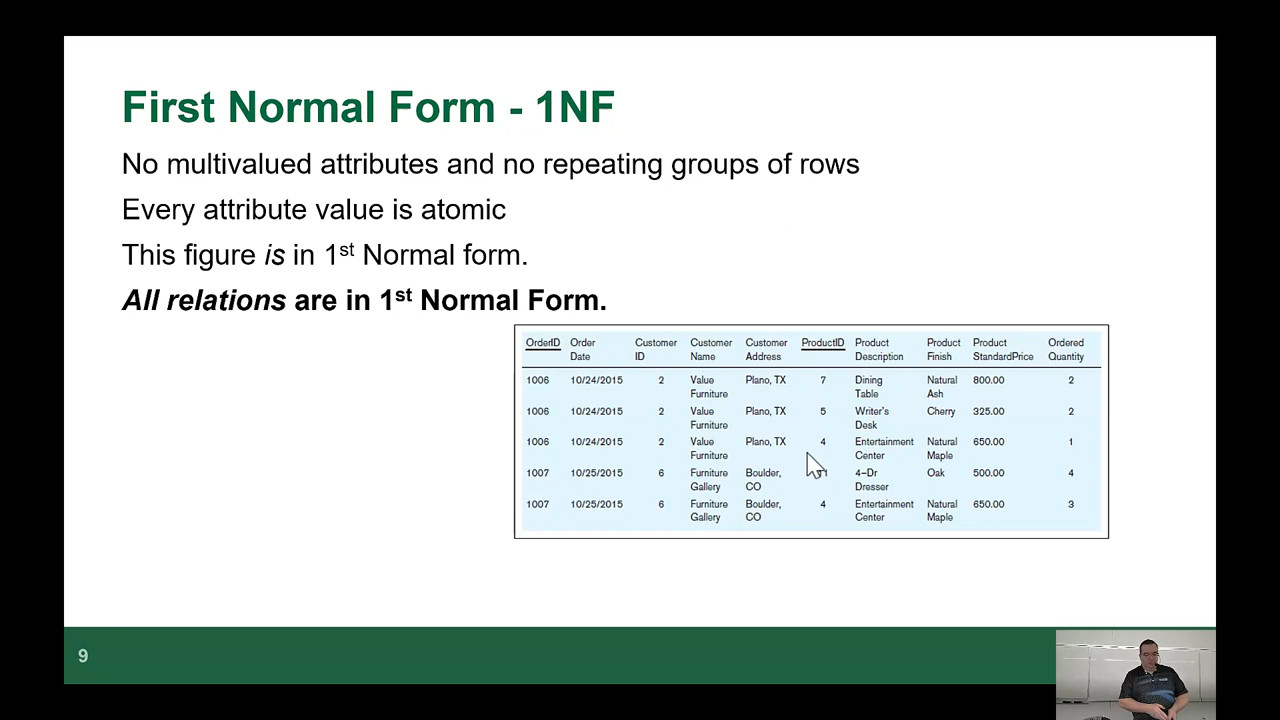 First Normal Form - 1NF
No multivalued attributes and no repeating groups of rows
Every attribute value is atomic
This figure is in 1st Normal form.
All relations are in 1st Normal Form.
OrderID Order Customer Customer Customer ProductID Product Product Product Ordered
Date ID Name Address Description Finish StandardPrice Quantity
1006 10/24/2015 2 Value Plano, TX 7 Dining Natural 800.00 2
Furniture Table Ash
1006 10/24/2015 2 Value Plano, TX 5 Writer's Cherry 325.00 2
Furniture Desk
1006 10/24/2015 2 Value Plano, TX 4 Entertainment Natural 650.00 1
Furniture Center Maple
1007 10/25/2015 6 Furniture Boulder, 4–Dr Oak 500.00 4
Gallery CO Dresser
1007 10/25/2015 6 Furniture Boulder, 4 Entertainment Natural 650.00 3
Gallery CO Center Maple
9